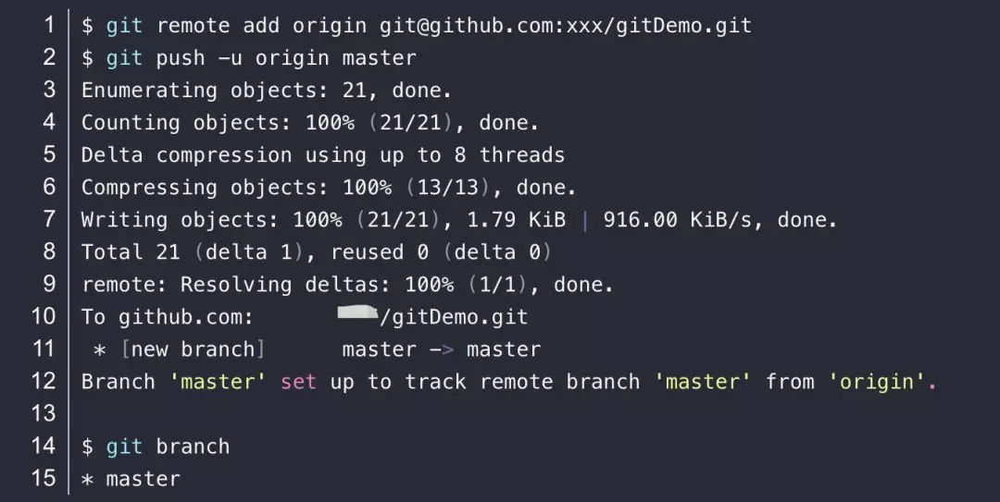 1 $ git remote add origin git@github.com:xxx/gitDemo.git
2 $ git push -u origin master
3 Enumerating objects: 21, done.
4 Counting objects: 100% (21/21), done.
5 Delta compression using up to 8 threads
6 Compressing objects: 100% (13/13), done.
7 Writing objects: 100% (21/21), 1.79 KiB | 916.00 KiB/s, done.
8 Total 21 (delta 1), reused 0 (delta 0)
9 remote: Resolving deltas: 100% (1/1), done.
10 To github.com: /gitDemo.git
11 * [new branch] master -> master
12 Branch 'master' set up to track remote branch 'master' from 'origin'.
13
14 $ git branch
15 * master